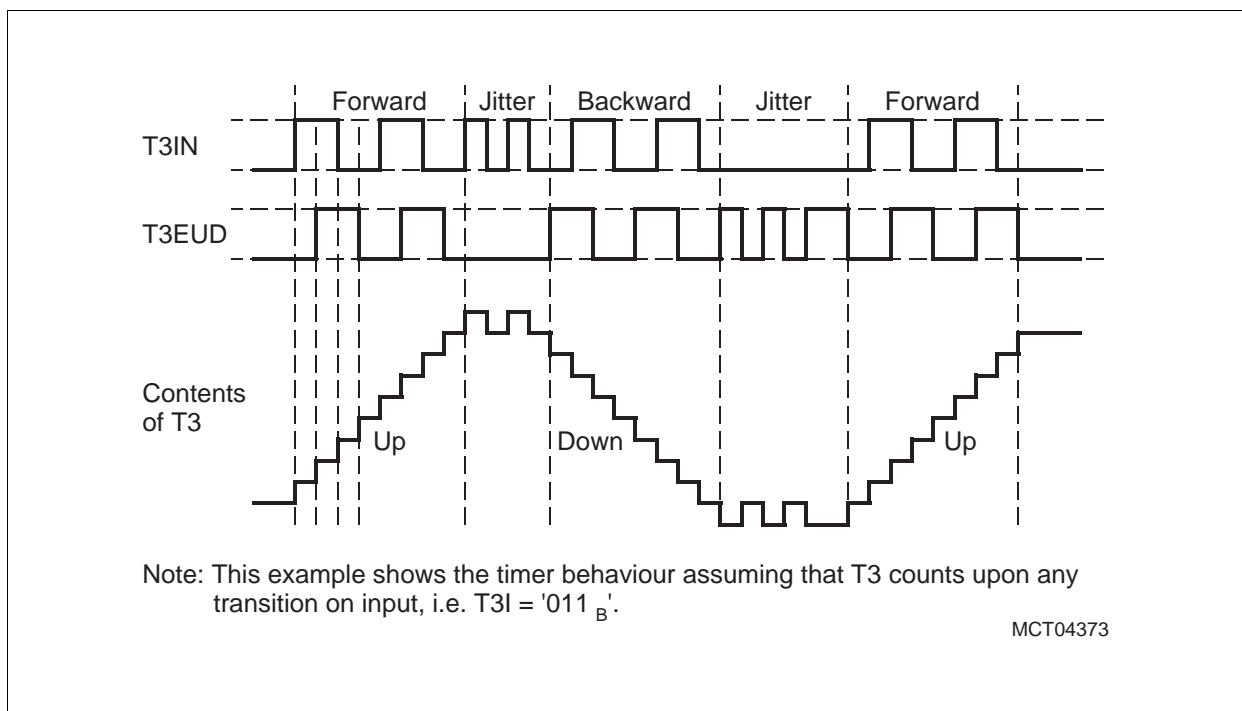 Forward Jitter Backward Jitter Forward
T3IN
T3EUD
Contents
of T3
Up Down Up
Note: This example shows the timer behaviour assuming that T3 counts upon any
transition on input, i.e. T3I = '011 B'.
MCT04373